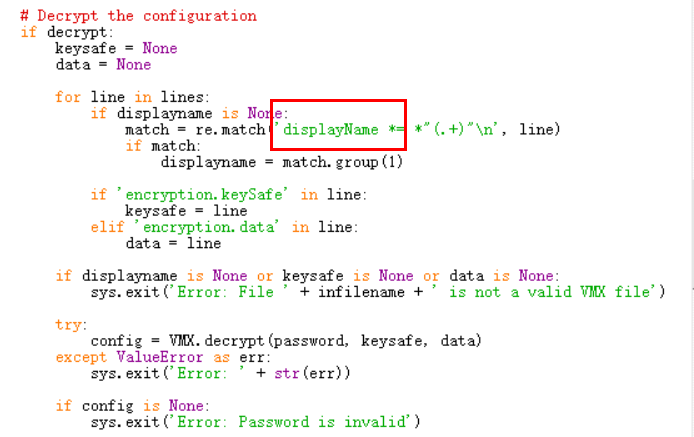 # Decrypt the configuration
if decrypt:
    keysafe = None
    data = None

    for line in lines:
        if displayname is None:
            match = re.match('displayName *= *"(.+)"\n', line)
            if match:
                displayname = match.group(1)

        if 'encryption.keySafe' in line:
            keysafe = line
        elif 'encryption.data' in line:
            data = line

    if displayname is None or keysafe is None or data is None:
        sys.exit('Error: File ' + infilename + ' is not a valid VMX file')

    try:
        config = VMX.decrypt(password, keysafe, data)
    except ValueError as err:
        sys.exit('Error: ' + str(err))

    if config is None:
        sys.exit('Error: Password is invalid')